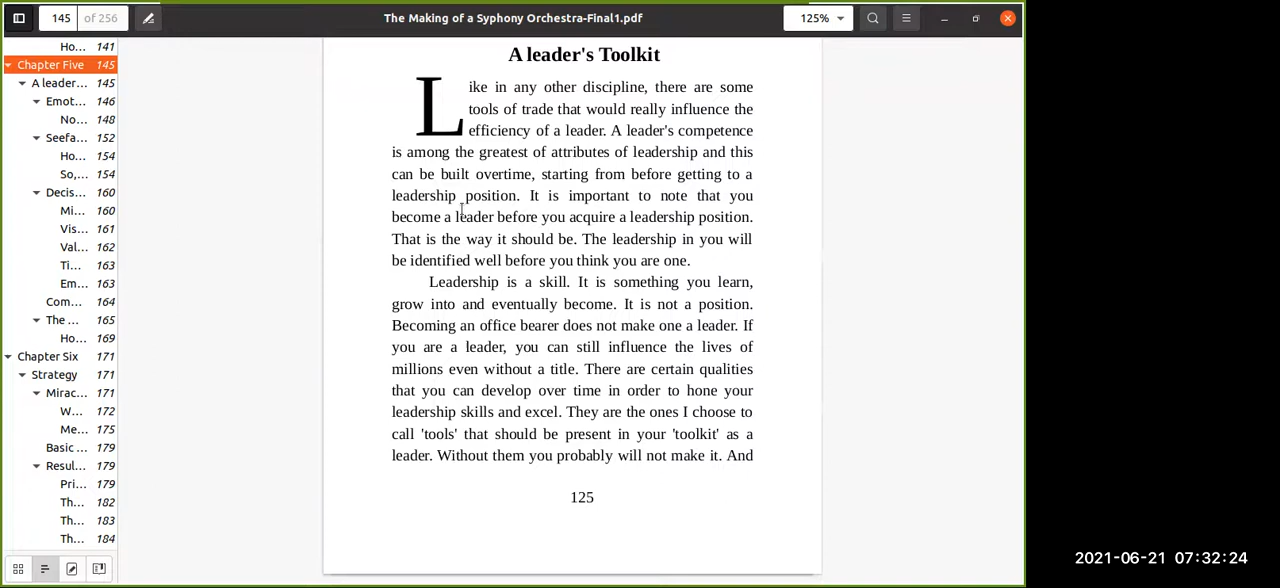 145 of 256
The Making of a Syphony Orchestra-Final1.pdf
125%
Ho... 141
Chapter Five 145
A leader... 145
Emot... 146
No... 148
Seefa... 152
Ho... 154
So,... 154
Decis... 160
Mi... 160
Vis... 161
Val... 162
Ti... 163
Em... 163
Com... 164
The ... 165
Ho... 169
Chapter Six 171
Strategy 171
Mirac... 171
W... 172
Me... 175
Basic ... 179
Resul... 179
Pri... 179
Th... 182
Th... 183
Th... 184
A leader's Toolkit
Like in any other discipline, there are some
tools of trade that would really influence the
efficiency of a leader. A leader's competence
is among the greatest of attributes of leadership and this
can be built overtime, starting from before getting to a
leadership position. It is important to note that you
become a leader before you acquire a leadership position.
That is the way it should be. The leadership in you will
be identified well before you think you are one.
Leadership is a skill. It is something you learn,
grow into and eventually become. It is not a position.
Becoming an office bearer does not make one a leader. If
you are a leader, you can still influence the lives of
millions even without a title. There are certain qualities
that you can develop over time in order to hone your
leadership skills and excel. They are the ones I choose to
call 'tools' that should be present in your 'toolkit' as a
leader. Without them you probably will not make it. And
125
2021-06-21 07:32:24